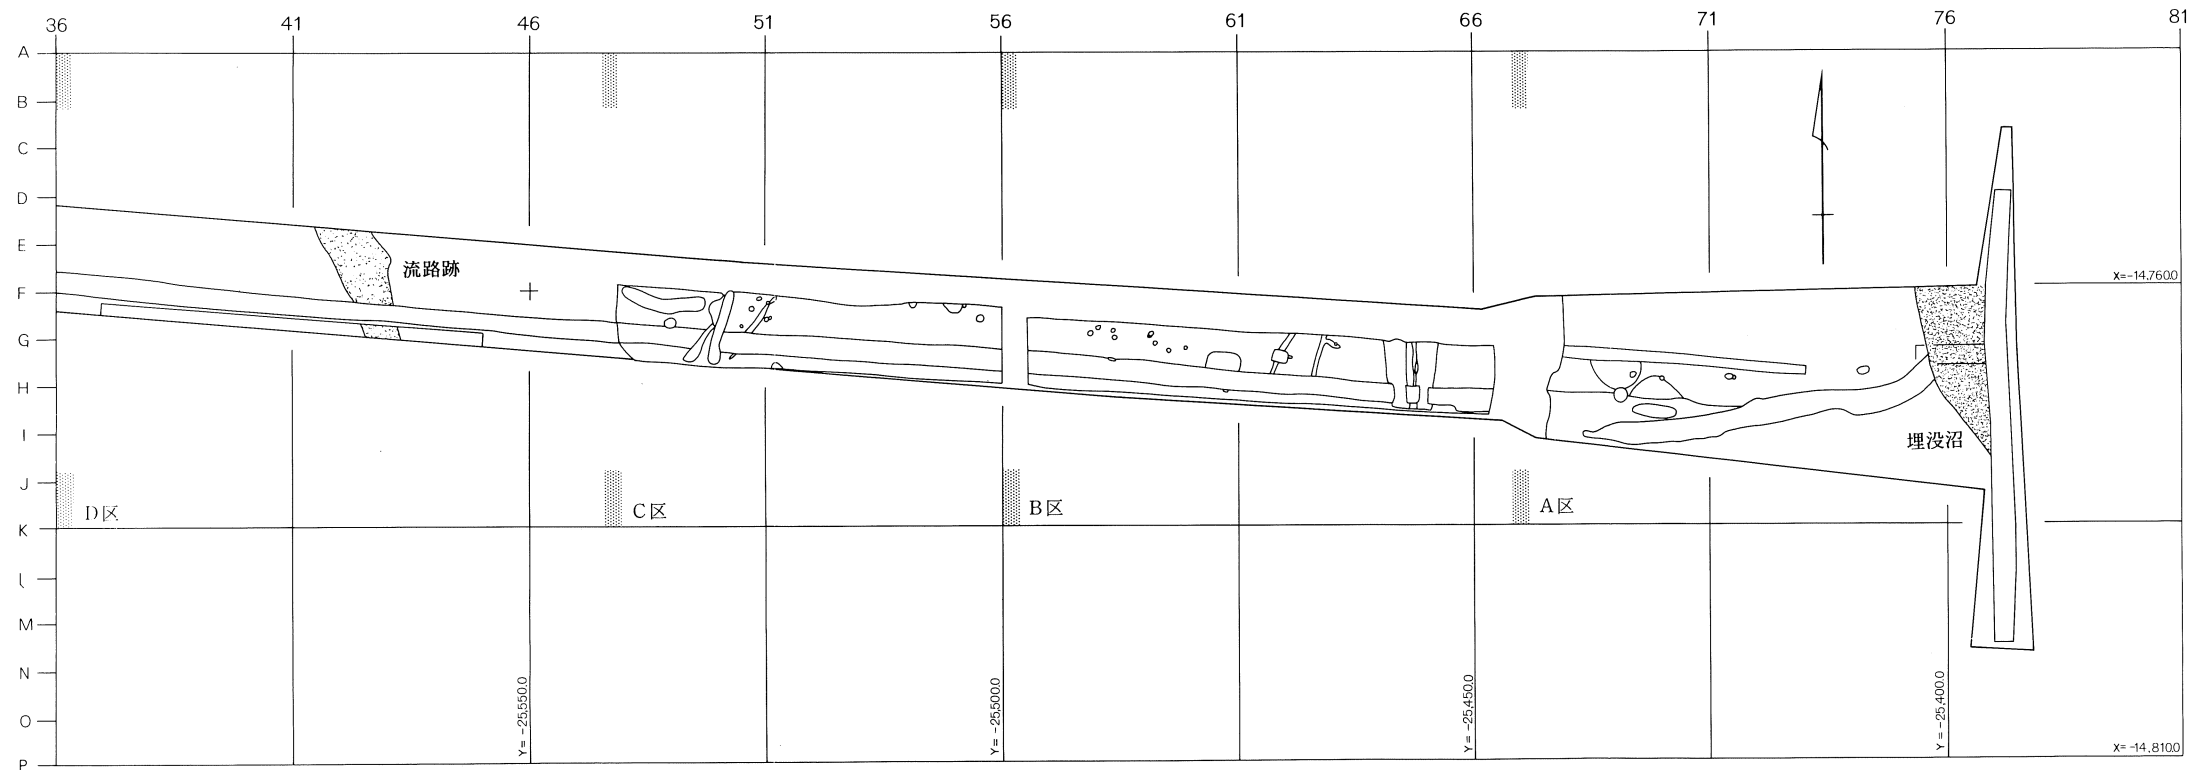 36 41 46 51 56 61 66 71 76 81
A
B
C
D
E
流路跡
X=-14.760.0
F
G
H
I
埋没沼
J
D区 C区 B区 A区
K
l
M
N
Y=-25,550.0 Y=-25,500.0 Y=-25,450.0 Y=-25,400.0
O
X=-14,810.0
P